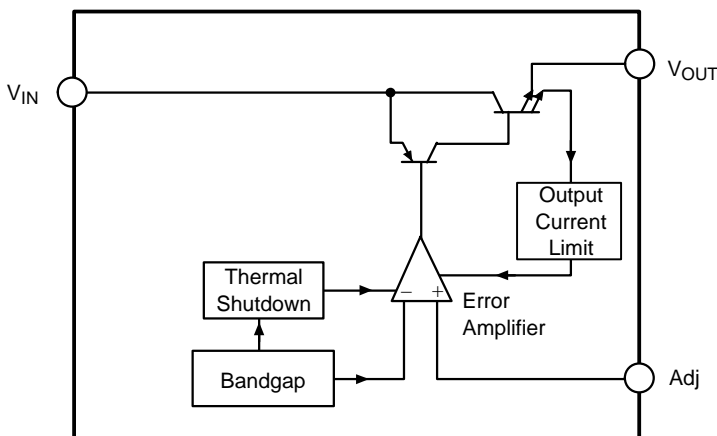 V_OUT
V_IN
Output
Current
Limit
Thermal
Shutdown
− +
Error
Amplifier
Bandgap
Adj